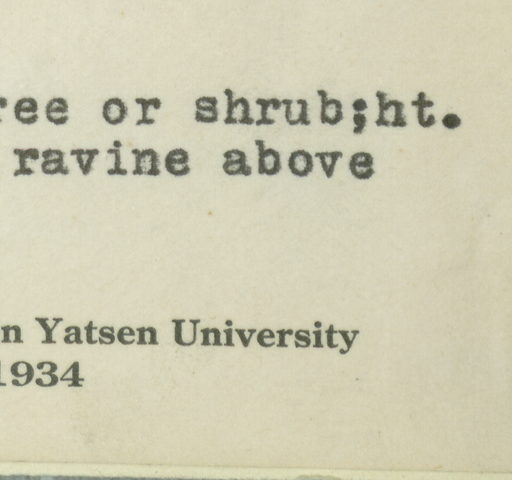 ree or shrub;ht.
ravine above
n Yatsen University
1934